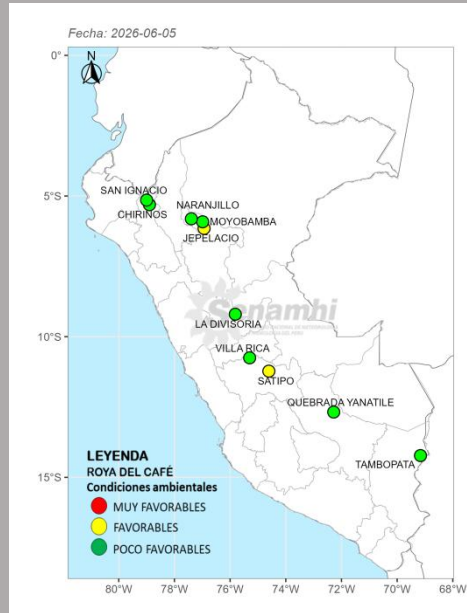 Fecha: 2026-06-05
N
0°
SAN IGNACIO
NARANJILLO
5°S
CHIRINOS
MOYOBAMBA
JEPELACIO
Senamhi
LA DIVISORIA
10°S
VILLA RICA
SATIPO
QUEBRADA YANATILE
TAMBOPATA
15°S
LEYENDA
ROYA DEL CAFÉ
Condiciones ambientales
MUY FAVORABLES
FAVORABLES
POCO FAVORABLES
80°W 78°W 76°W 74°W 72°W 70°W 68°W